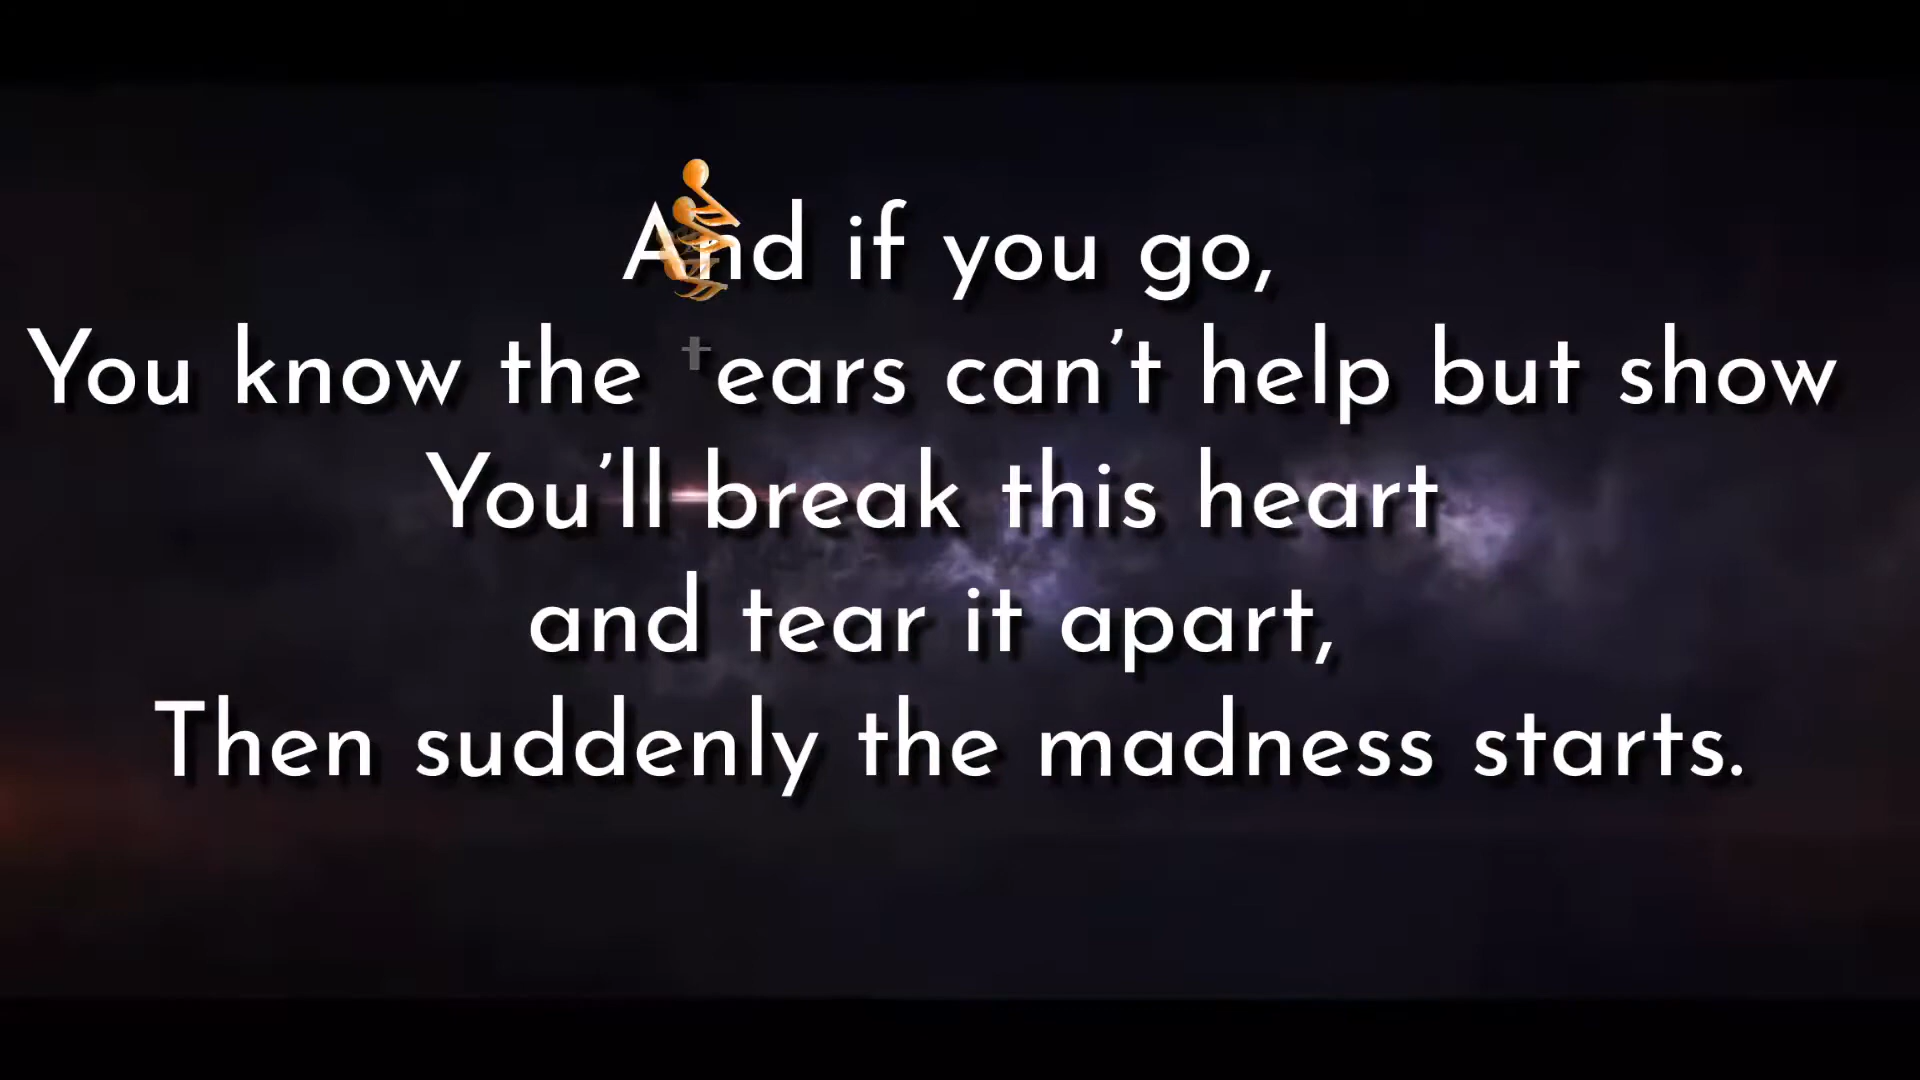 And if you go,
You know the tears can't help but show
You'll break this heart
and tear it apart,
Then suddenly the madness starts.